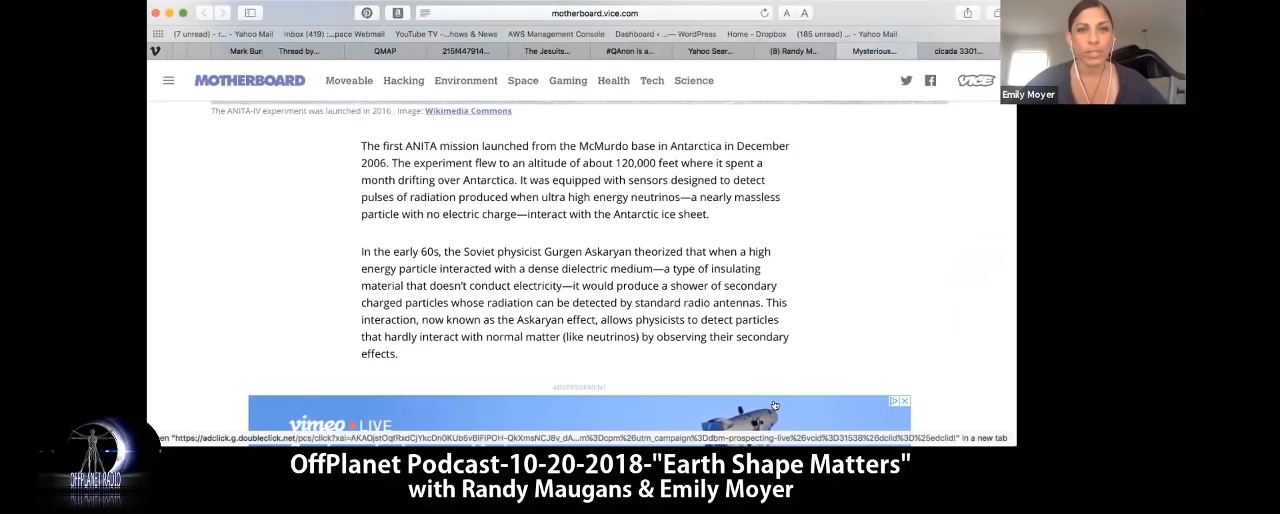 motherboard.vice.com
A A
(7 unread) - r... - Yahoo Mail Inbox (419) :...pace Webmail YouTube TV -...hows & News AWS Management Console Dashboard ‹ ...— WordPress Home - Dropbox (185 unread) -... - Yahoo Mail
Mark Bur Thread by... QMAP 215f447914... The Jesuits... #QAnon is a... Yahoo Sear... (8) Randy M... Mysterious... cicada 3301...
MOTHERBOARD Moveable Hacking Environment Space Gaming Health Tech Science VICE
Emily Moyer
The ANITA-IV experiment was launched in 2016 . Image: Wikimedia Commons
The first ANITA mission launched from the McMurdo base in Antarctica in December
2006. The experiment flew to an altitude of about 120,000 feet where it spent a
month drifting over Antarctica. It was equipped with sensors designed to detect
pulses of radiation produced when ultra high energy neutrinos—a nearly massless
particle with no electric charge—interact with the Antarctic ice sheet.
In the early 60s, the Soviet physicist Gurgen Askaryan theorized that when a high
energy particle interacted with a dense dielectric medium—a type of insulating
material that doesn't conduct electricity—it would produce a shower of secondary
charged particles whose radiation can be detected by standard radio antennas. This
interaction, now known as the Askaryan effect, allows physicists to detect particles
that hardly interact with normal matter (like neutrinos) by observing their secondary
effects.
ADVERTISEMENT
vimeo LIVE
in a new tab
OFFPLANET RADIO
OffPlanet Podcast-10-20-2018-"Earth Shape Matters"
with Randy Maugans & Emily Moyer